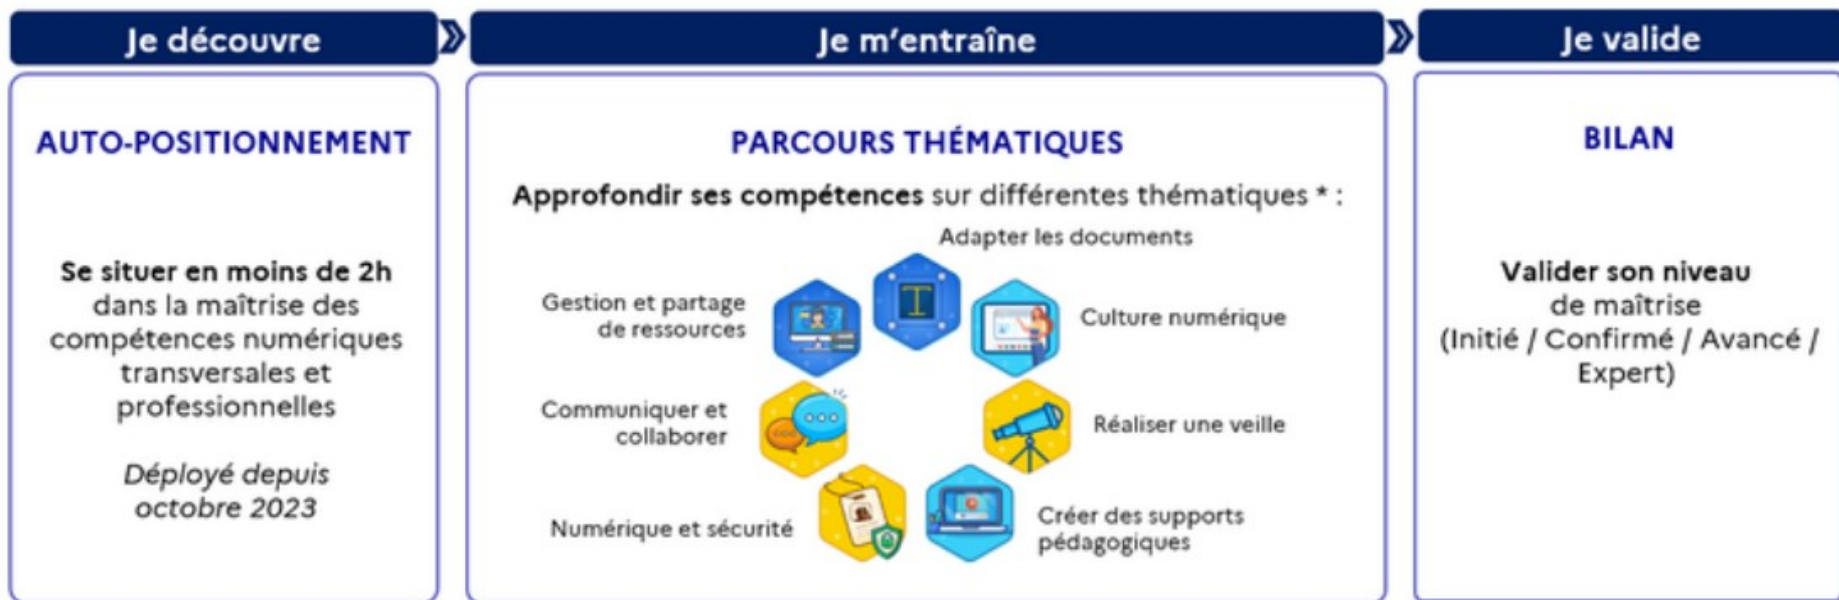 Je découvre
Je m'entraîne
Je valide
AUTO-POSITIONNEMENT
Se situer en moins de 2h
dans la maîtrise des
compétences numériques
transversales et
professionnelles
Déployé depuis
octobre 2023
PARCOURS THÉMATIQUES
Approfondir ses compétences sur différentes thématiques * :
Adapter les documents
Gestion et partage
de ressources
Culture numérique
Communiquer et
collaborer
Réaliser une veille
Numérique et sécurité
Créer des supports
pédagogiques
BILAN
Valider son niveau
de maîtrise
(Initié / Confirmé / Avancé /
Expert)